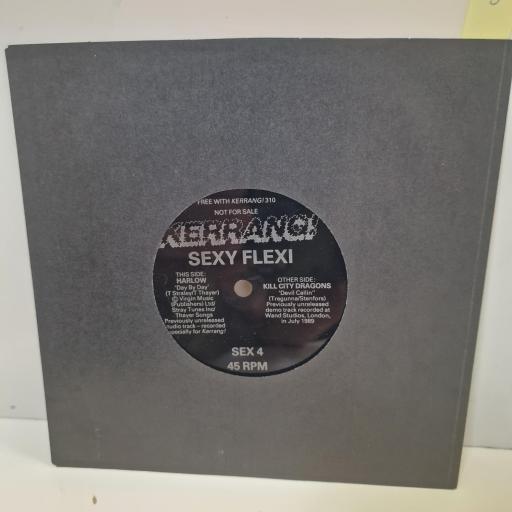 FREE WITH KERRANG! 310
NOT FOR SALE
KERRANG!
SEXY FLEXI
THIS SIDE:
HARLOW
"Day By Day"
(T Straley/T Thayer)
© Virgin Music
(Publishers) Ltd/
Stray Tunes Inc/
Thayer Songs
Previously unreleased
studio track – recorded
especially for Kerrang!
OTHER SIDE:
KILL CITY DRAGONS
"Devil Callin"
(Tregunna/Stenfors)
Previously unreleased
demo track recorded at
Wand Studios, London,
in July 1989
SEX 4
45 RPM